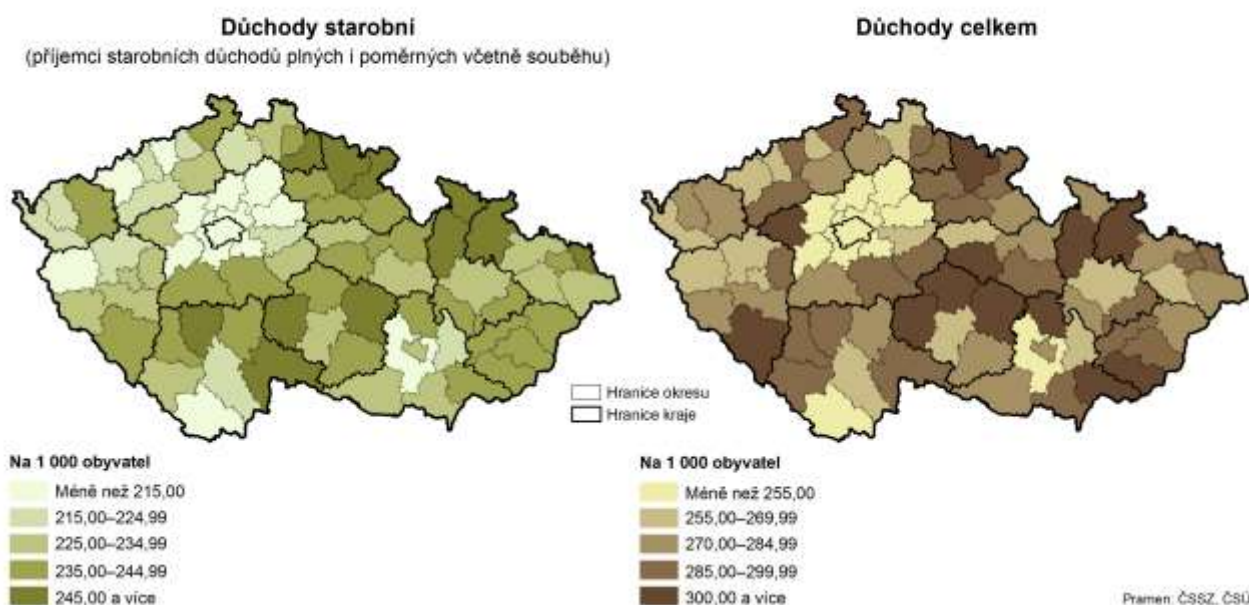 Důchody starobní
(příjemci starobních důchodů plných i poměrných včetně souběhu)
Důchody celkem
Hranice okresu
Hranice kraje
Na 1 000 obyvatel
Méně než 215,00
215,00–224,99
225,00–234,99
235,00–244,99
245,00 a více
Na 1 000 obyvatel
Méně než 255,00
255,00–269,99
270,00–284,99
285,00–299,99
300,00 a více
Pramen: ČSSZ, ČSÚ